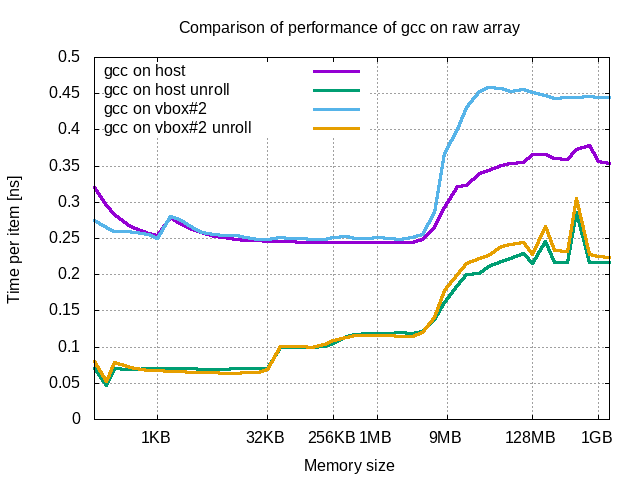 Comparison of performance of gcc on raw array
Time per item [ns]
0.5
0.45
0.4
0.35
0.3
0.25
0.2
0.15
0.1
0.05
0
gcc on host
gcc on host unroll
gcc on vbox#2
gcc on vbox#2 unroll
1KB 32KB 256KB 1MB 9MB 128MB 1GB
Memory size